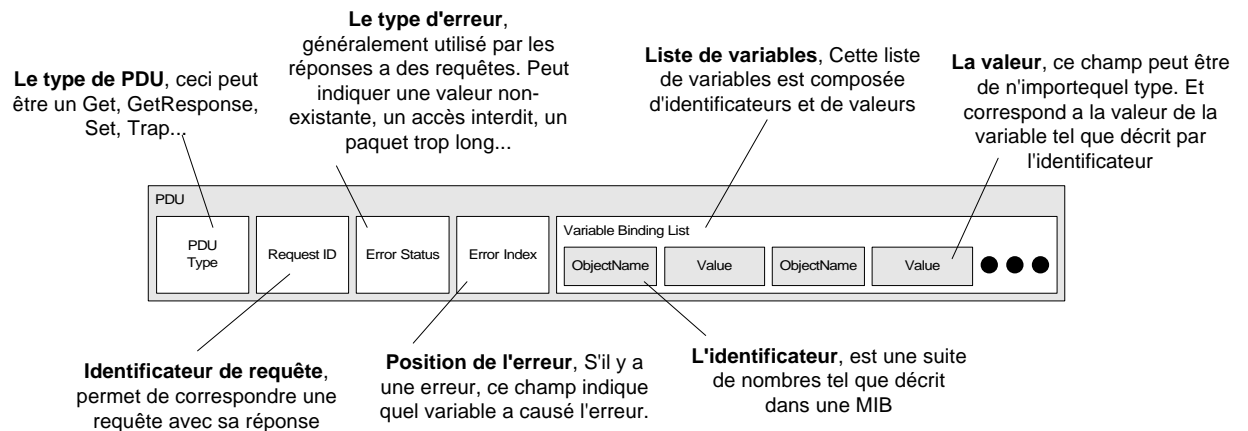 Le type d'erreur,
généralement utilisé par les
réponses a des requêtes. Peut
indiquer une valeur non-
existante, un accès interdit, un
paquet trop long...
Le type de PDU, ceci peut
être un Get, GetResponse,
Set, Trap...
Liste de variables, Cette liste
de variables est composée
d'identificateurs et de valeurs
La valeur, ce champ peut être
de n'importequel type. Et
correspond a la valeur de la
variable tel que décrit par
l'identificateur
PDU
PDU
Type
Request ID
Error Status
Error Index
Variable Binding List
ObjectName
Value
ObjectName
Value
Identificateur de requête,
permet de correspondre une
requête avec sa réponse
Position de l'erreur, S'il y a
une erreur, ce champ indique
quel variable a causé l'erreur.
L'identificateur, est une suite
de nombres tel que décrit
dans une MIB